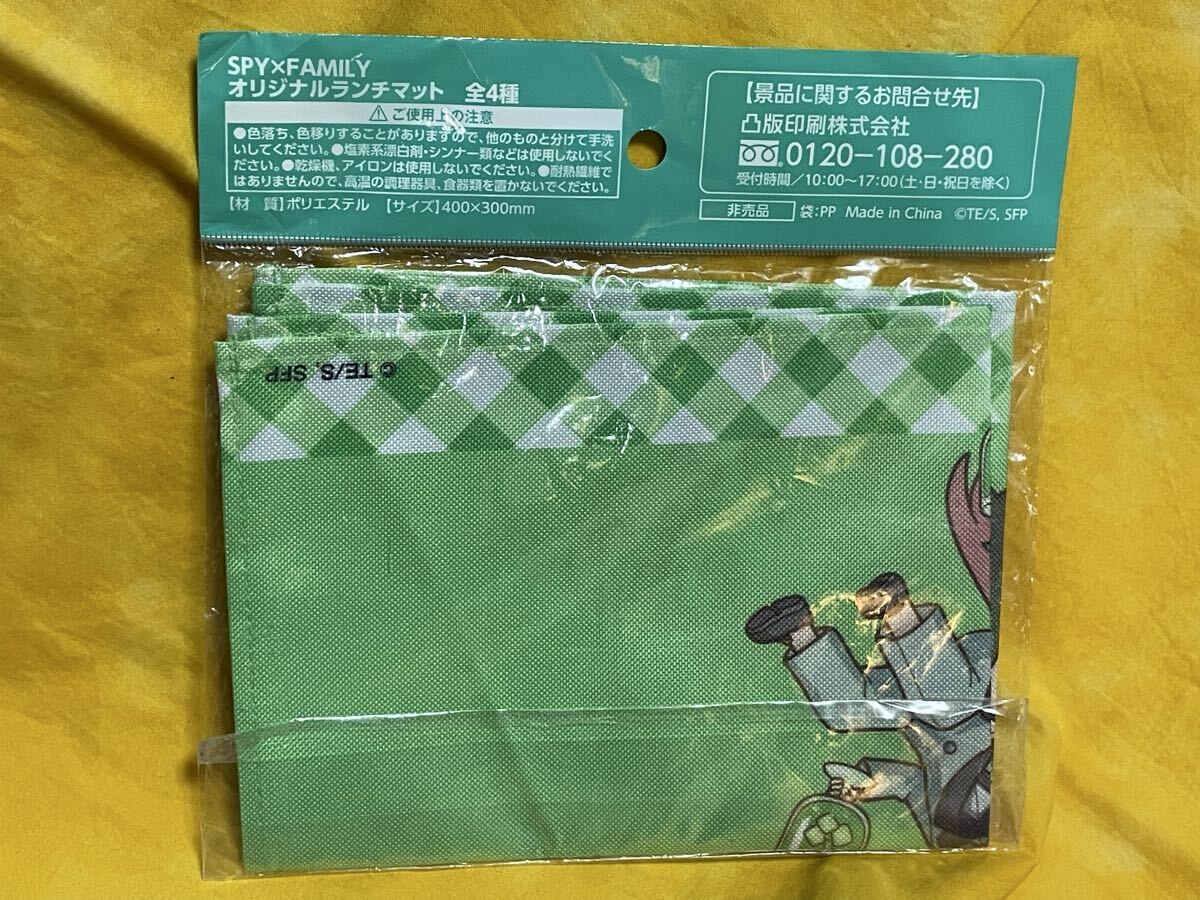 SPY×FAMILY
オリジナルランチマット 全4種
⚠ ご使用上の注意
●色落ち、色移りすることがありますので、他のものと分けて手洗
いしてください。●塩素系漂白剤・シンナー類などは使用しないでく
ださい。●乾燥機、アイロンは使用しないでください。●耐熱繊維で
はありませんので、高温の調理器具、食器類を置かないでください。
【材 質】ポリエステル 【サイズ】400×300mm
【景品に関するお問合せ先】
凸版印刷株式会社
0120-108-280
受付時間/10:00〜17:00(土・日・祝日を除く)
非売品 袋:PP Made in China ©TE/S, SFP
© TE/S, SFP